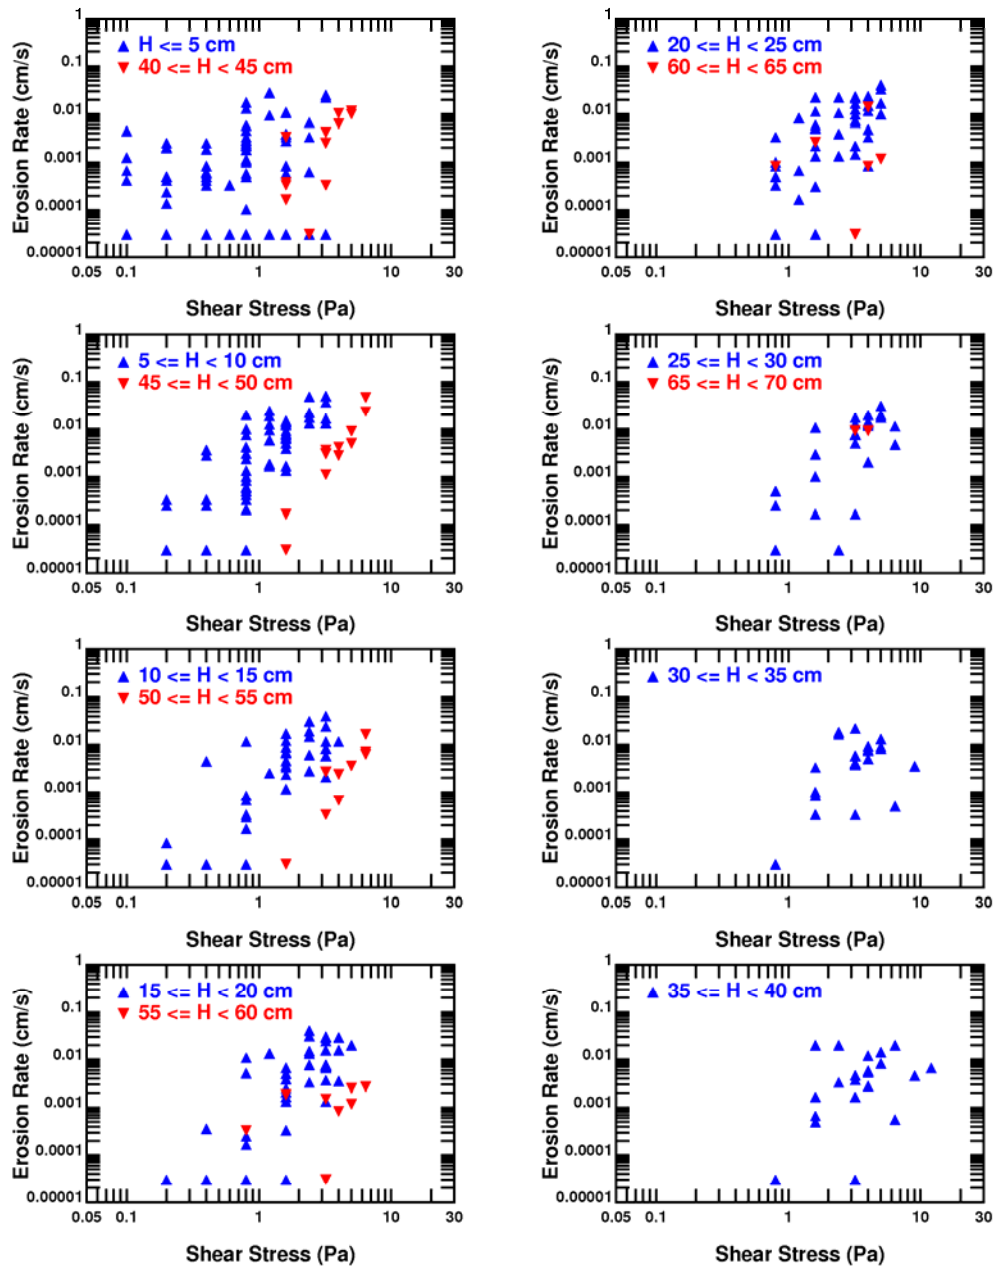 1
0.1
0.01
0.001
0.0001
0.00001
Erosion Rate (cm/s)
H <= 5 cm
40 <= H < 45 cm
0.05 0.1 1 10 30
Shear Stress (Pa)
1
0.1
0.01
0.001
0.0001
0.00001
Erosion Rate (cm/s)
20 <= H < 25 cm
60 <= H < 65 cm
0.05 0.1 1 10 30
Shear Stress (Pa)
1
0.1
0.01
0.001
0.0001
0.00001
Erosion Rate (cm/s)
5 <= H < 10 cm
45 <= H < 50 cm
0.05 0.1 1 10 30
Shear Stress (Pa)
1
0.1
0.01
0.001
0.0001
0.00001
Erosion Rate (cm/s)
25 <= H < 30 cm
65 <= H < 70 cm
0.05 0.1 1 10 30
Shear Stress (Pa)
1
0.1
0.01
0.001
0.0001
0.00001
Erosion Rate (cm/s)
10 <= H < 15 cm
50 <= H < 55 cm
0.05 0.1 1 10 30
Shear Stress (Pa)
1
0.1
0.01
0.001
0.0001
0.00001
Erosion Rate (cm/s)
30 <= H < 35 cm
0.05 0.1 1 10 30
Shear Stress (Pa)
1
0.1
0.01
0.001
0.0001
0.00001
Erosion Rate (cm/s)
15 <= H < 20 cm
55 <= H < 60 cm
0.05 0.1 1 10 30
Shear Stress (Pa)
1
0.1
0.01
0.001
0.0001
0.00001
Erosion Rate (cm/s)
35 <= H < 40 cm
0.05 0.1 1 10 30
Shear Stress (Pa)